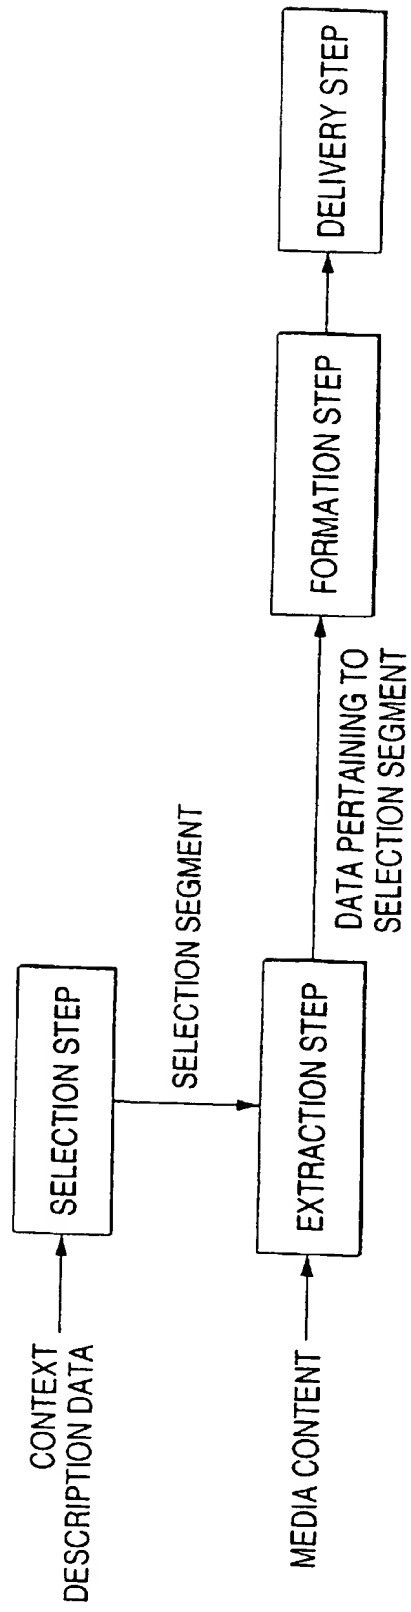 CONTEXT
DESCRIPTION DATA
SELECTION STEP
SELECTION SEGMENT
MEDIA CONTENT
EXTRACTION STEP
DATA PERTAINING TO
SELECTION SEGMENT
FORMATION STEP
DELIVERY STEP